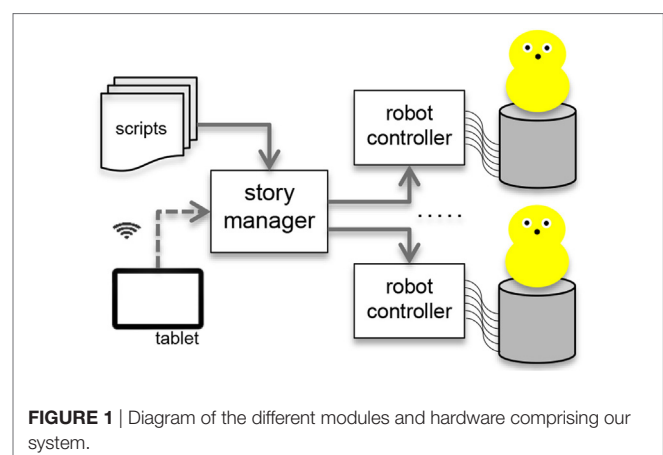 scripts
robot
controller
story
manager
.....
robot
controller
tablet
FIGURE 1 | Diagram of the different modules and hardware comprising our
system.